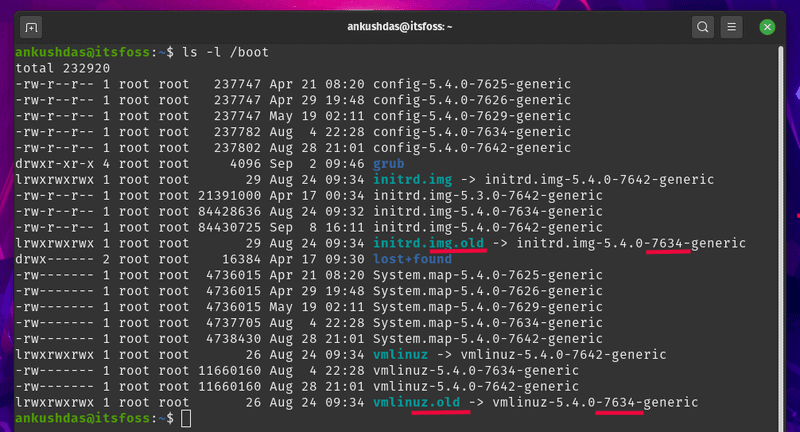 ankushdas@itsfoss: ~
ankushdas@itsfoss:~$ ls -l /boot
total 232920
-rw-r--r-- 1 root root   237747 Apr 21 08:20 config-5.4.0-7625-generic
-rw-r--r-- 1 root root   237747 Apr 29 19:48 config-5.4.0-7626-generic
-rw-r--r-- 1 root root   237747 May 19 02:11 config-5.4.0-7629-generic
-rw-r--r-- 1 root root   237782 Aug  4 22:28 config-5.4.0-7634-generic
-rw-r--r-- 1 root root   237802 Aug 28 21:01 config-5.4.0-7642-generic
drwxr-xr-x 4 root root     4096 Sep  2 09:46 grub
lrwxrwxrwx 1 root root       29 Aug 24 09:34 initrd.img -> initrd.img-5.4.0-7642-generic
-rw-r--r-- 1 root root 21391000 Apr 17 00:34 initrd.img-5.3.0-7642-generic
-rw-r--r-- 1 root root 84428636 Aug 24 09:32 initrd.img-5.4.0-7634-generic
-rw-r--r-- 1 root root 84430725 Sep  8 16:11 initrd.img-5.4.0-7642-generic
lrwxrwxrwx 1 root root       29 Aug 24 09:34 initrd.img.old -> initrd.img-5.4.0-7634-generic
drwx------ 2 root root    16384 Apr 17 09:30 lost+found
-rw------- 1 root root  4736015 Apr 21 08:20 System.map-5.4.0-7625-generic
-rw------- 1 root root  4736015 Apr 29 19:48 System.map-5.4.0-7626-generic
-rw------- 1 root root  4736015 May 19 02:11 System.map-5.4.0-7629-generic
-rw------- 1 root root  4737705 Aug  4 22:28 System.map-5.4.0-7634-generic
-rw------- 1 root root  4738430 Aug 28 21:01 System.map-5.4.0-7642-generic
lrwxrwxrwx 1 root root       26 Aug 24 09:34 vmlinuz -> vmlinuz-5.4.0-7642-generic
-rw------- 1 root root 11660160 Aug  4 22:28 vmlinuz-5.4.0-7634-generic
-rw------- 1 root root 11660160 Aug 28 21:01 vmlinuz-5.4.0-7642-generic
lrwxrwxrwx 1 root root       26 Aug 24 09:34 vmlinuz.old -> vmlinuz-5.4.0-7634-generic
ankushdas@itsfoss:~$